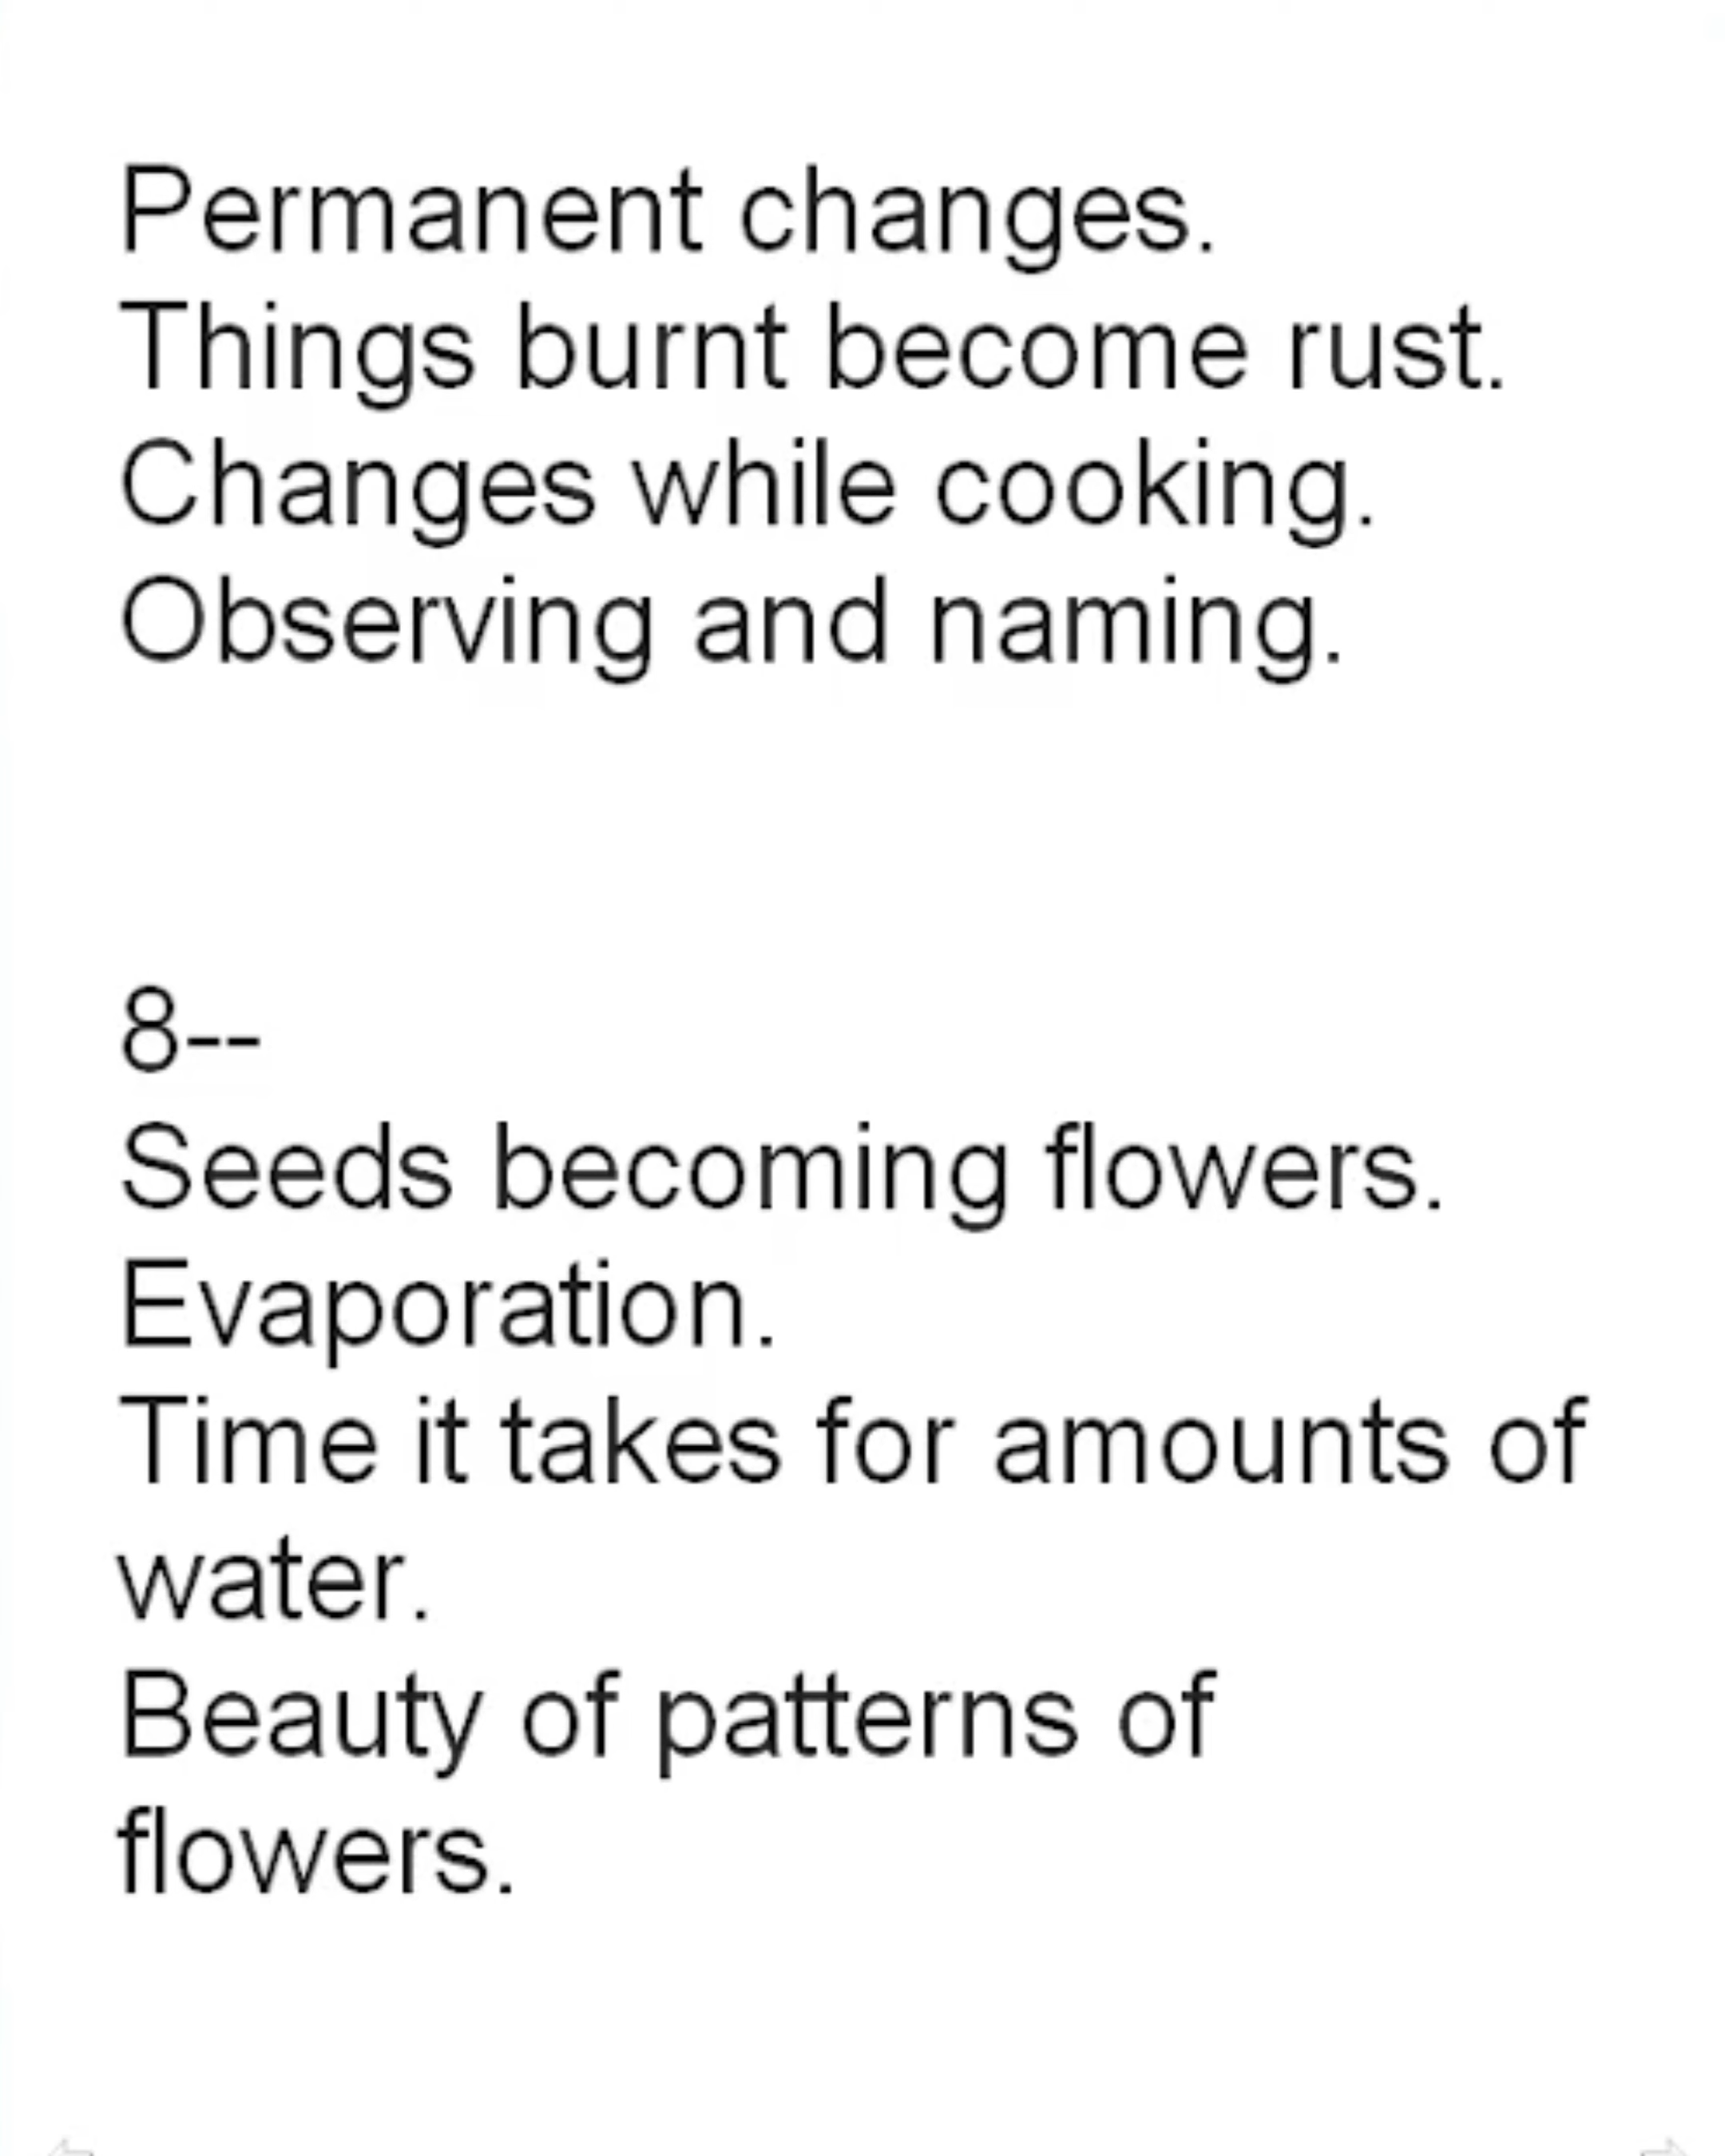 Permanent changes.
Things burnt become rust.
Changes while cooking.
Observing and naming.
8--
Seeds becoming flowers.
Evaporation.
Time it takes for amounts of
water.
Beauty of patterns of
flowers.